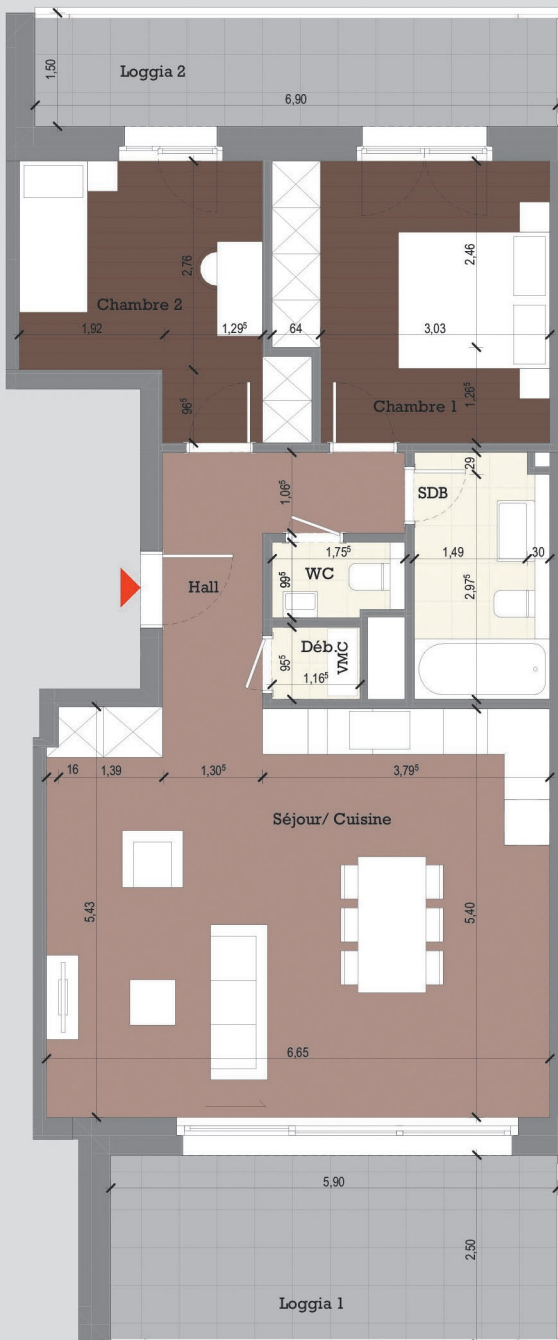 1,50
Loggia 2
6,90
2,76
2,46
Chambre 2
1,92
1,29⁵
64
3,03
96⁵
Chambre 1
1,26⁵
1,06⁵
29
SDB
1,75⁵
1,49
30
WC
99⁵
Hall
2,97⁵
Déb.
VMC
95⁵
1,16⁵
16
1,39
1,30⁵
3,79⁵
Séjour/ Cuisine
5,43
5,40
6,65
5,90
2,50
Loggia 1